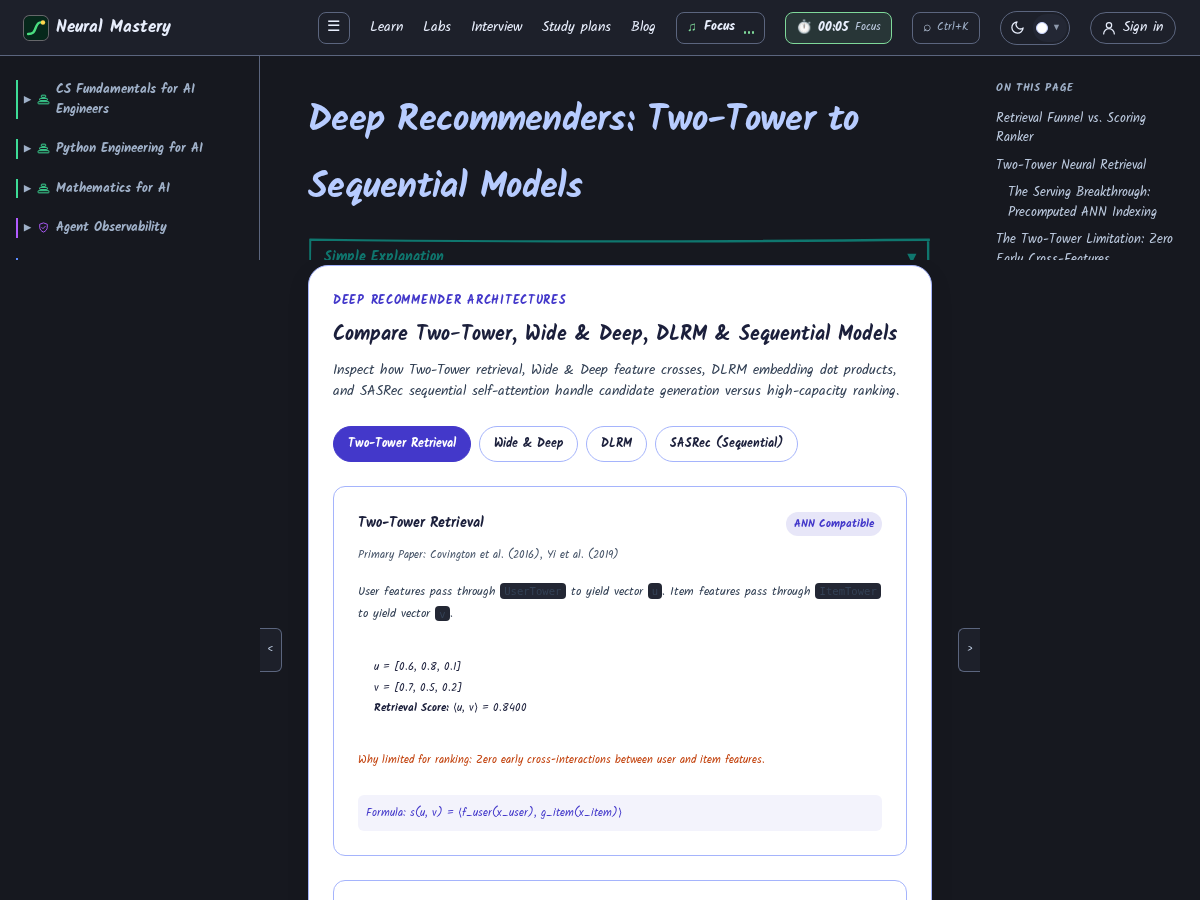 Neural Mastery
☰
Learn
Labs
Interview
Study plans
Blog
♫ Focus ...
⏱ 00:05 Focus
⌕ Ctrl+K
Sign in
CS Fundamentals for AI
Engineers
Python Engineering for AI
Mathematics for AI
Agent Observability
Deep Recommenders: Two-Tower to
Sequential Models
Simple Explanation
ON THIS PAGE
Retrieval Funnel vs. Scoring
Ranker
Two-Tower Neural Retrieval
The Serving Breakthrough:
Precomputed ANN Indexing
The Two-Tower Limitation: Zero
Early Cross-Features
DEEP RECOMMENDER ARCHITECTURES
Compare Two-Tower, Wide & Deep, DLRM & Sequential Models
Inspect how Two-Tower retrieval, Wide & Deep feature crosses, DLRM embedding dot products,
and SASRec sequential self-attention handle candidate generation versus high-capacity ranking.
Two-Tower Retrieval
Wide & Deep
DLRM
SASRec (Sequential)
Two-Tower Retrieval
ANN Compatible
Primary Paper: Covington et al. (2016), Yi et al. (2019)
User features pass through UserTower to yield vector u. Item features pass through ItemTower
to yield vector v.
u = [0.6, 0.8, 0.1]
v = [0.7, 0.5, 0.2]
Retrieval Score: ⟨u, v⟩ = 0.8400
Why limited for ranking: Zero early cross-interactions between user and item features.
Formula: s(u, v) = ⟨f_user(x_user), g_item(x_item)⟩
<
>